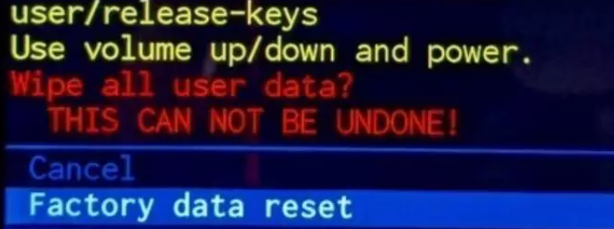 user/release-keys
Use volume up/down and power.
Wipe all user data?
THIS CAN NOT BE UNDONE!
Cancel
Factory data reset